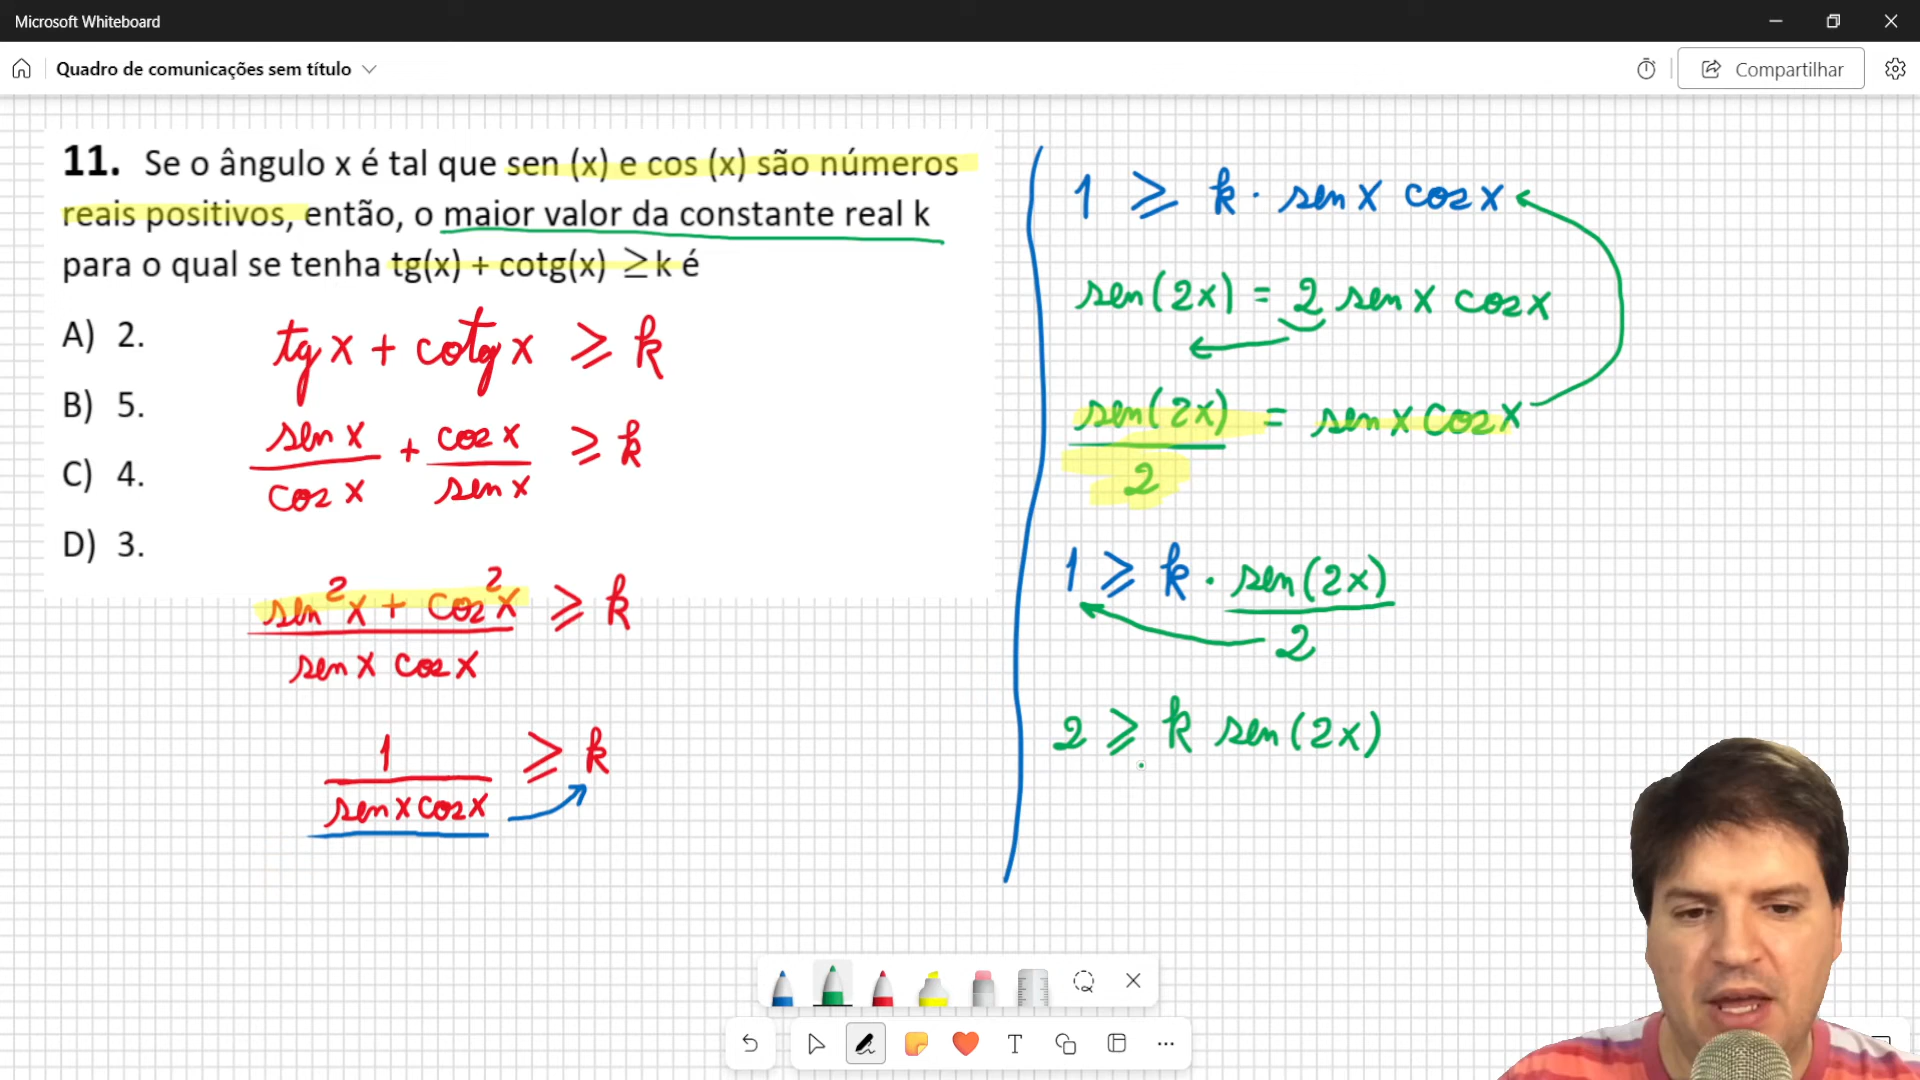 Microsoft Whiteboard
Quadro de comunicações sem título
Compartilhar
11. Se o ângulo x é tal que sen (x) e cos (x) são números
reais positivos, então, o maior valor da constante real k
para o qual se tenha tg(x) + cotg(x) ≥ k é
A) 2.
B) 5.
C) 4.
D) 3.
tg x + cotg x ≥ k
sen x / cos x + cos x / sen x ≥ k
sen²x + cos²x / sen x cos x ≥ k
1 / sen x cos x ≥ k
1 ≥ k · sen x cos x
sen(2x) = 2 sen x cos x
sen(2x) / 2 = sen x cos x
1 ≥ k · sen(2x) / 2
2 ≥ k sen(2x)
T